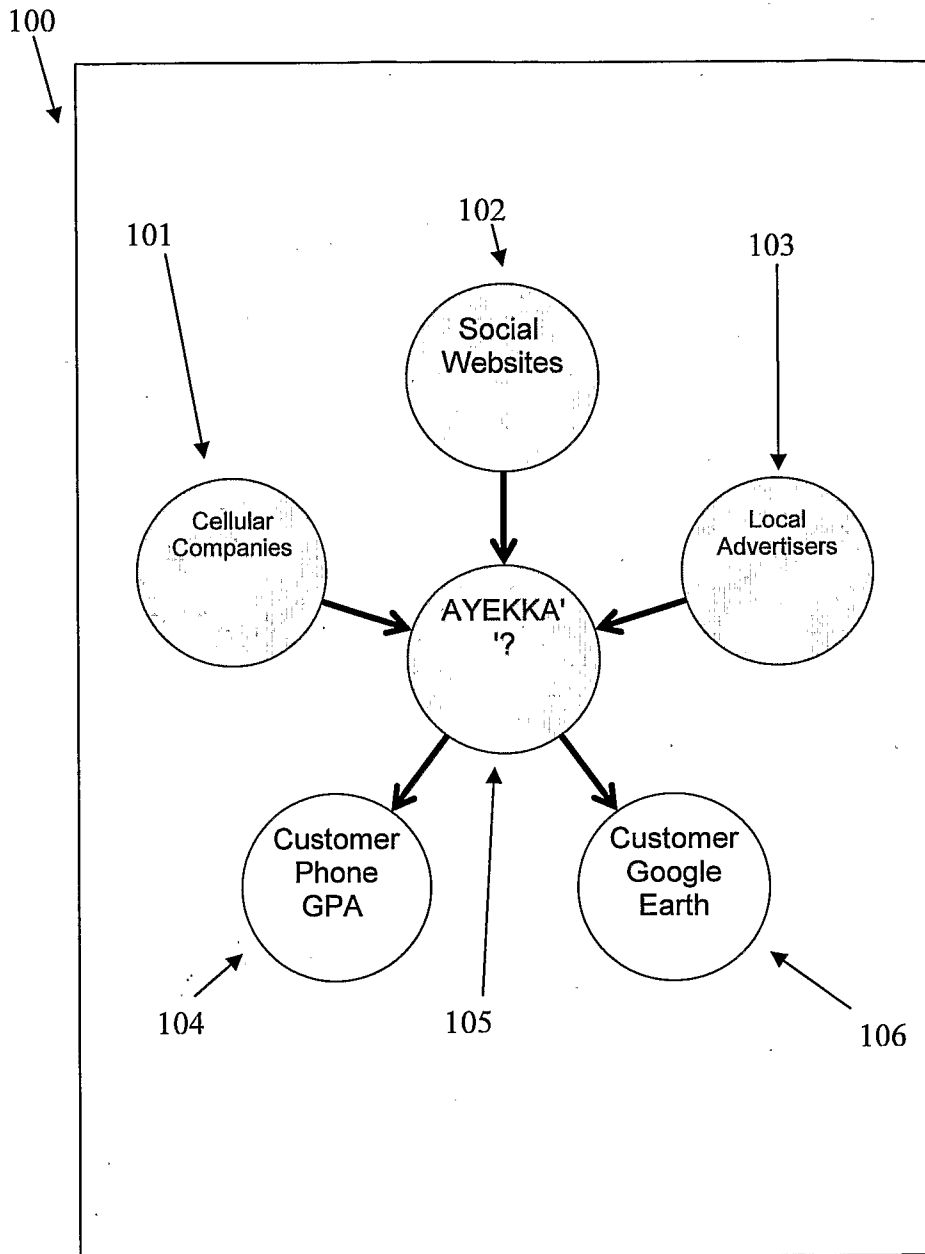 100
102
101
103
Social
Websites
Cellular
Companies
Local
Advertisers
AYEKKA'
'?
Customer
Phone
GPA
Customer
Google
Earth
104
105
106